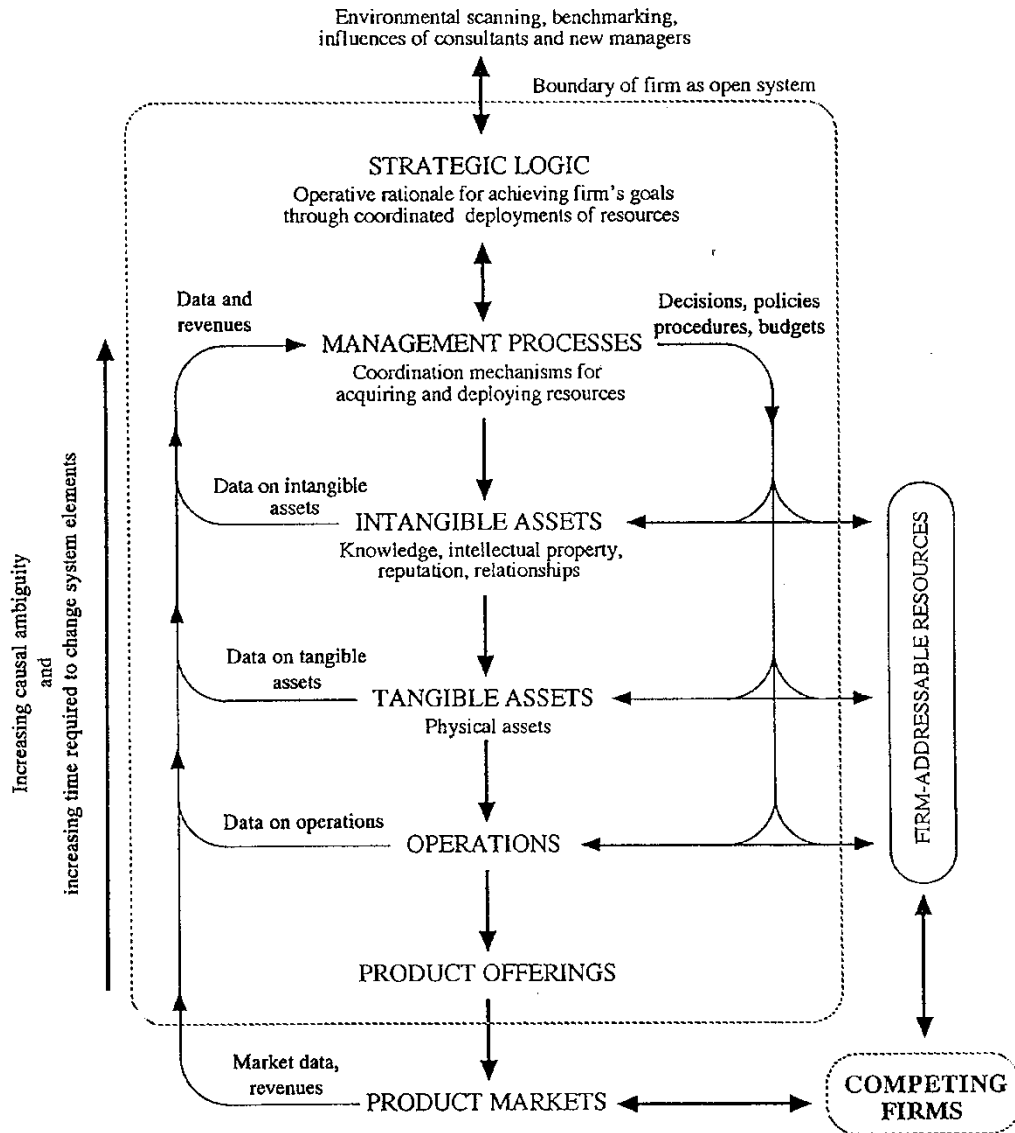 Environmental scanning, benchmarking,
influences of consultants and new managers
Boundary of firm as open system
STRATEGIC LOGIC
Operative rationale for achieving firm's goals
through coordinated deployments of resources
Data and
revenues
Decisions, policies
procedures, budgets
MANAGEMENT PROCESSES
Coordination mechanisms for
acquiring and deploying resources
Data on intangible
assets
INTANGIBLE ASSETS
Knowledge, intellectual property,
reputation, relationships
Data on tangible
assets
TANGIBLE ASSETS
Physical assets
Data on operations
OPERATIONS
PRODUCT OFFERINGS
Market data,
revenues
PRODUCT MARKETS
COMPETING
FIRMS
FIRM-ADDRESSABLE RESOURCES
Increasing causal ambiguity
and
increasing time required to change system elements